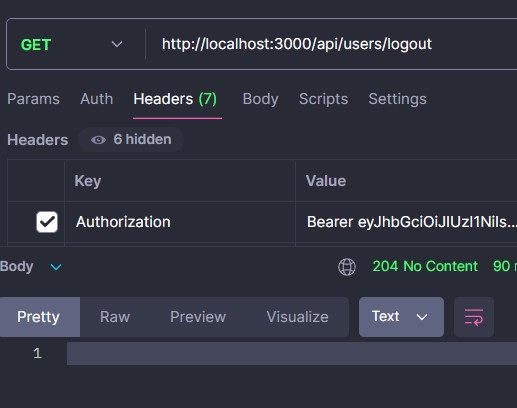 GET http://localhost:3000/api/users/logout
Params Auth Headers (7) Body Scripts Settings
Headers 6 hidden
Key Value
Authorization Bearer eyJhbGciOiJIUzI1NiIs...
Body 204 No Content 90
Pretty Raw Preview Visualize Text
1